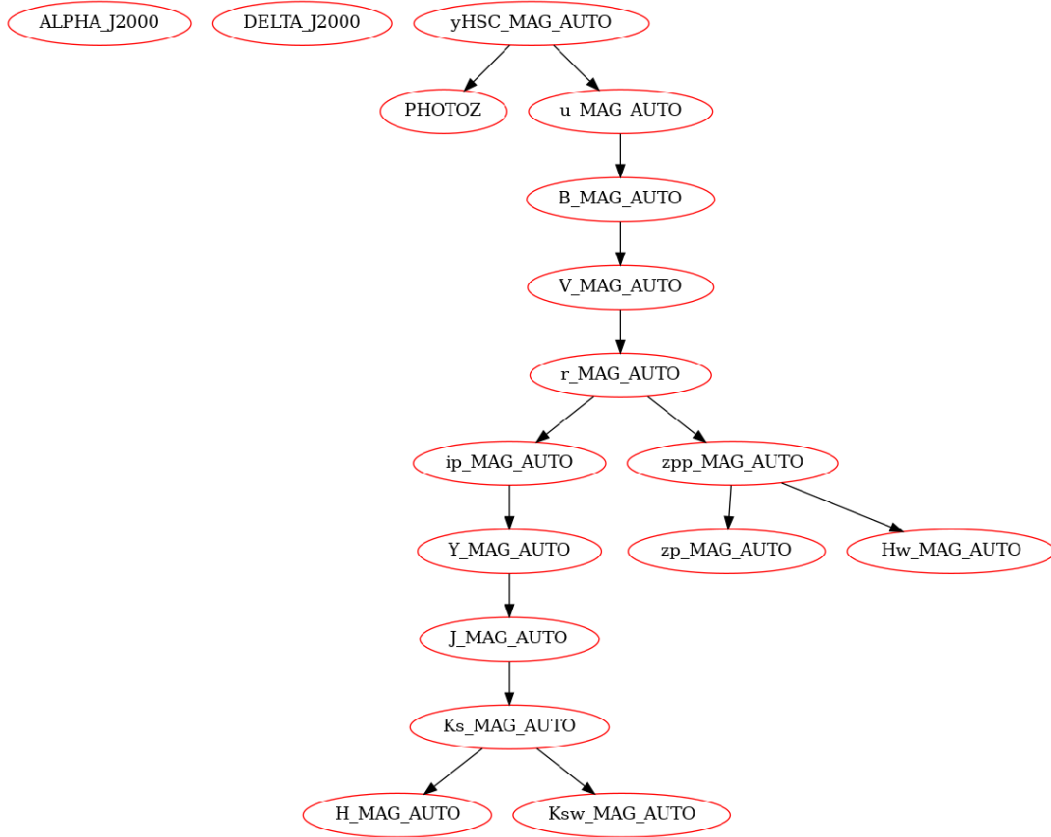 ALPHA_J2000
DELTA_J2000
yHSC_MAG_AUTO
PHOTOZ
u_MAG_AUTO
B_MAG_AUTO
V_MAG_AUTO
r_MAG_AUTO
ip_MAG_AUTO
zpp_MAG_AUTO
Y_MAG_AUTO
zp_MAG_AUTO
Hw_MAG_AUTO
J_MAG_AUTO
Ks_MAG_AUTO
H_MAG_AUTO
Ksw_MAG_AUTO